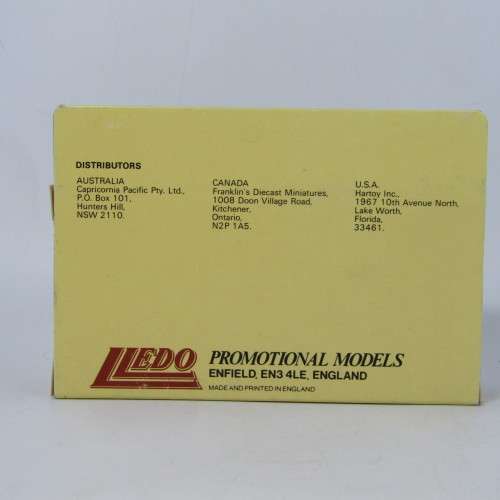 DISTRIBUTORS
AUSTRALIA
Capricornia Pacific Pty. Ltd.,
P.O. Box 101,
Hunters Hill,
NSW 2110.
CANADA
Franklin's Diecast Miniatures,
1008 Doon Village Road,
Kitchener,
Ontario,
N2P 1A5.
U.S.A.
Hartoy Inc.,
1967 10th Avenue North,
Lake Worth,
Florida,
33461.
LLEDO
PROMOTIONAL MODELS
ENFIELD, EN3 4LE, ENGLAND
MADE AND PRINTED IN ENGLAND